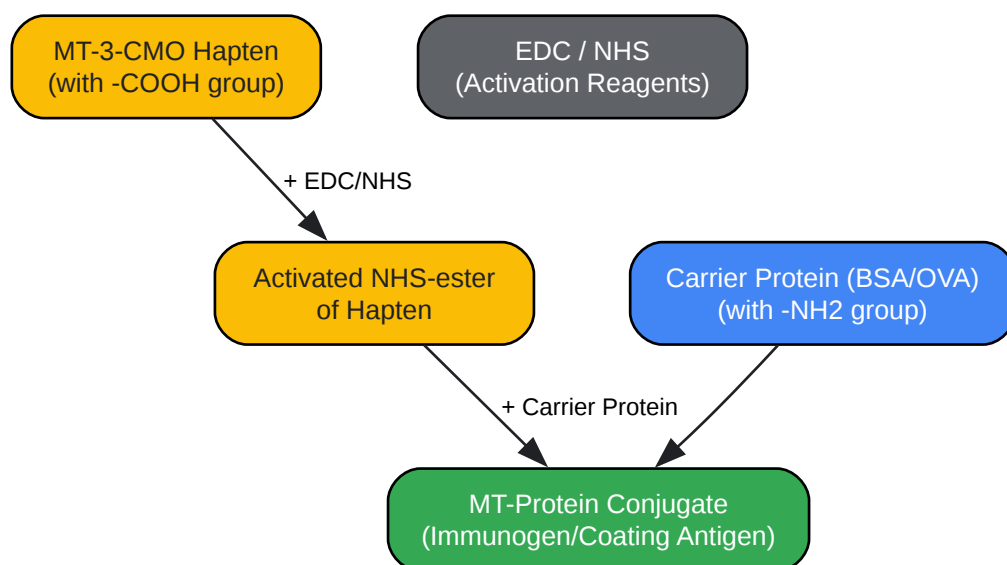 MT-3-CMO Hapten
(with -COOH group)
EDC / NHS
(Activation Reagents)
+ EDC/NHS
Activated NHS-ester
of Hapten
Carrier Protein (BSA/OVA)
(with -NH2 group)
+ Carrier Protein
MT-Protein Conjugate
(Immunogen/Coating Antigen)